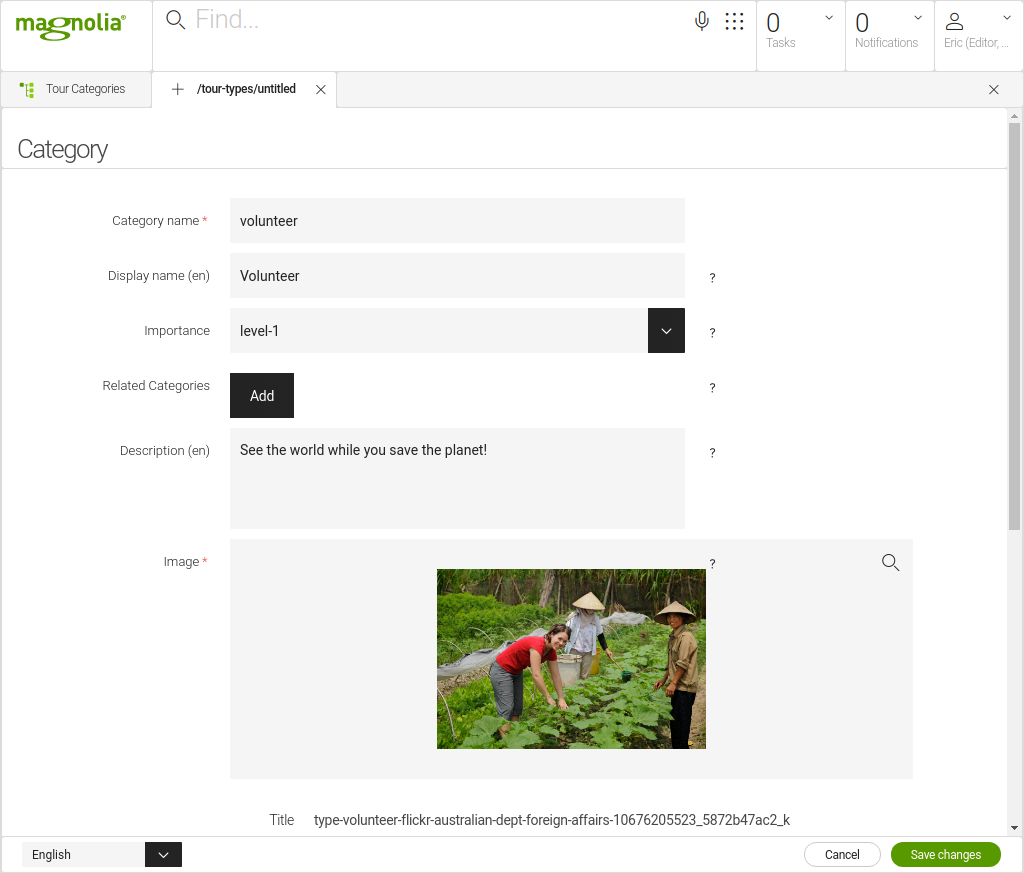 magnolia®
Find...
0
Tasks
0
Notifications
Eric (Editor, ...
Tour Categories
/tour-types/untitled
Category
Category name *
volunteer
Display name (en)
Volunteer
?
Importance
level-1
?
Related Categories
Add
?
Description (en)
See the world while you save the planet!
?
Image *
?
Title
type-volunteer-flickr-australian-dept-foreign-affairs-10676205523_5872b47ac2_k
English
Cancel
Save changes